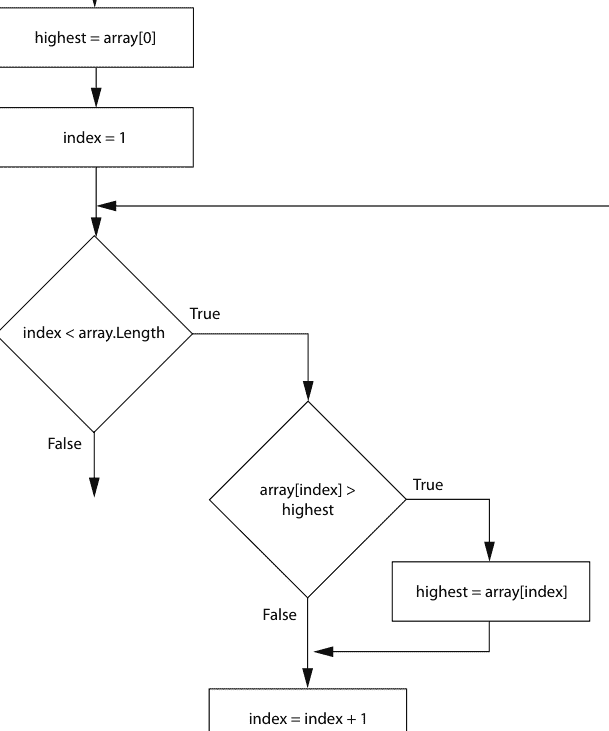 highest = array[0]
index = 1
index < array.Length
True
False
array[index] >
highest
True
highest = array[index]
False
index = index + 1